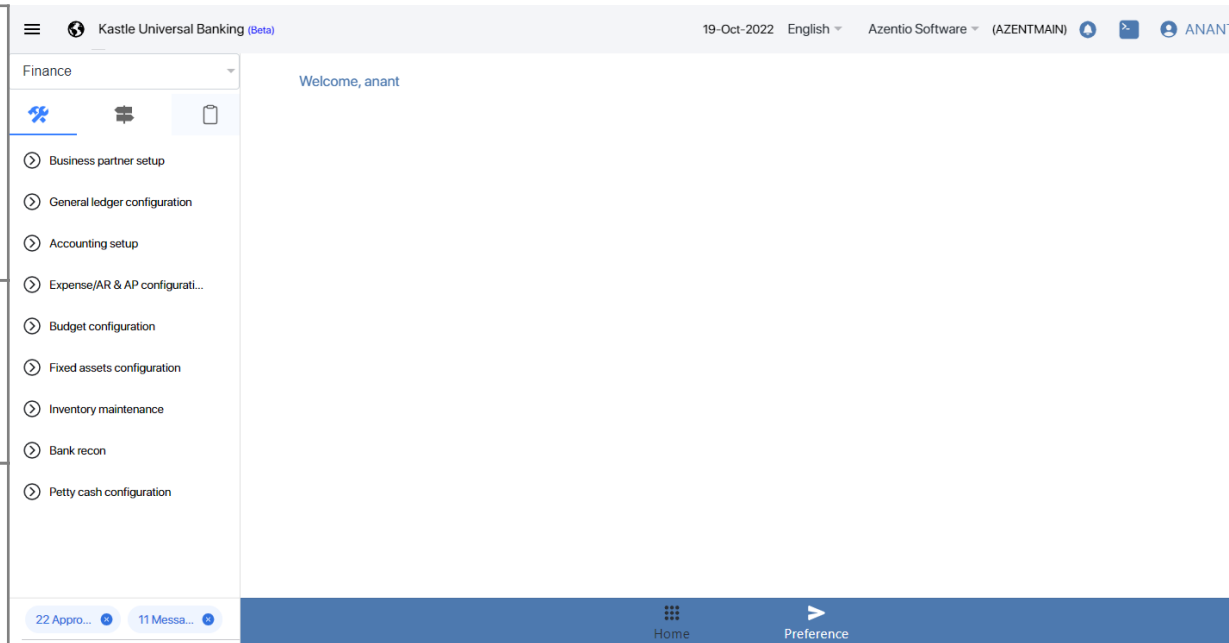 Kastle Universal Banking (Beta) 19-Oct-2022 English Azentio Software (AZENTMAIN) ANANT
Finance
Welcome, anant
Business partner setup
General ledger configuration
Accounting setup
Expense/AR & AP configurati...
Budget configuration
Fixed assets configuration
Inventory maintenance
Bank recon
Petty cash configuration
22 Appro... 11 Messa...
Home Preference